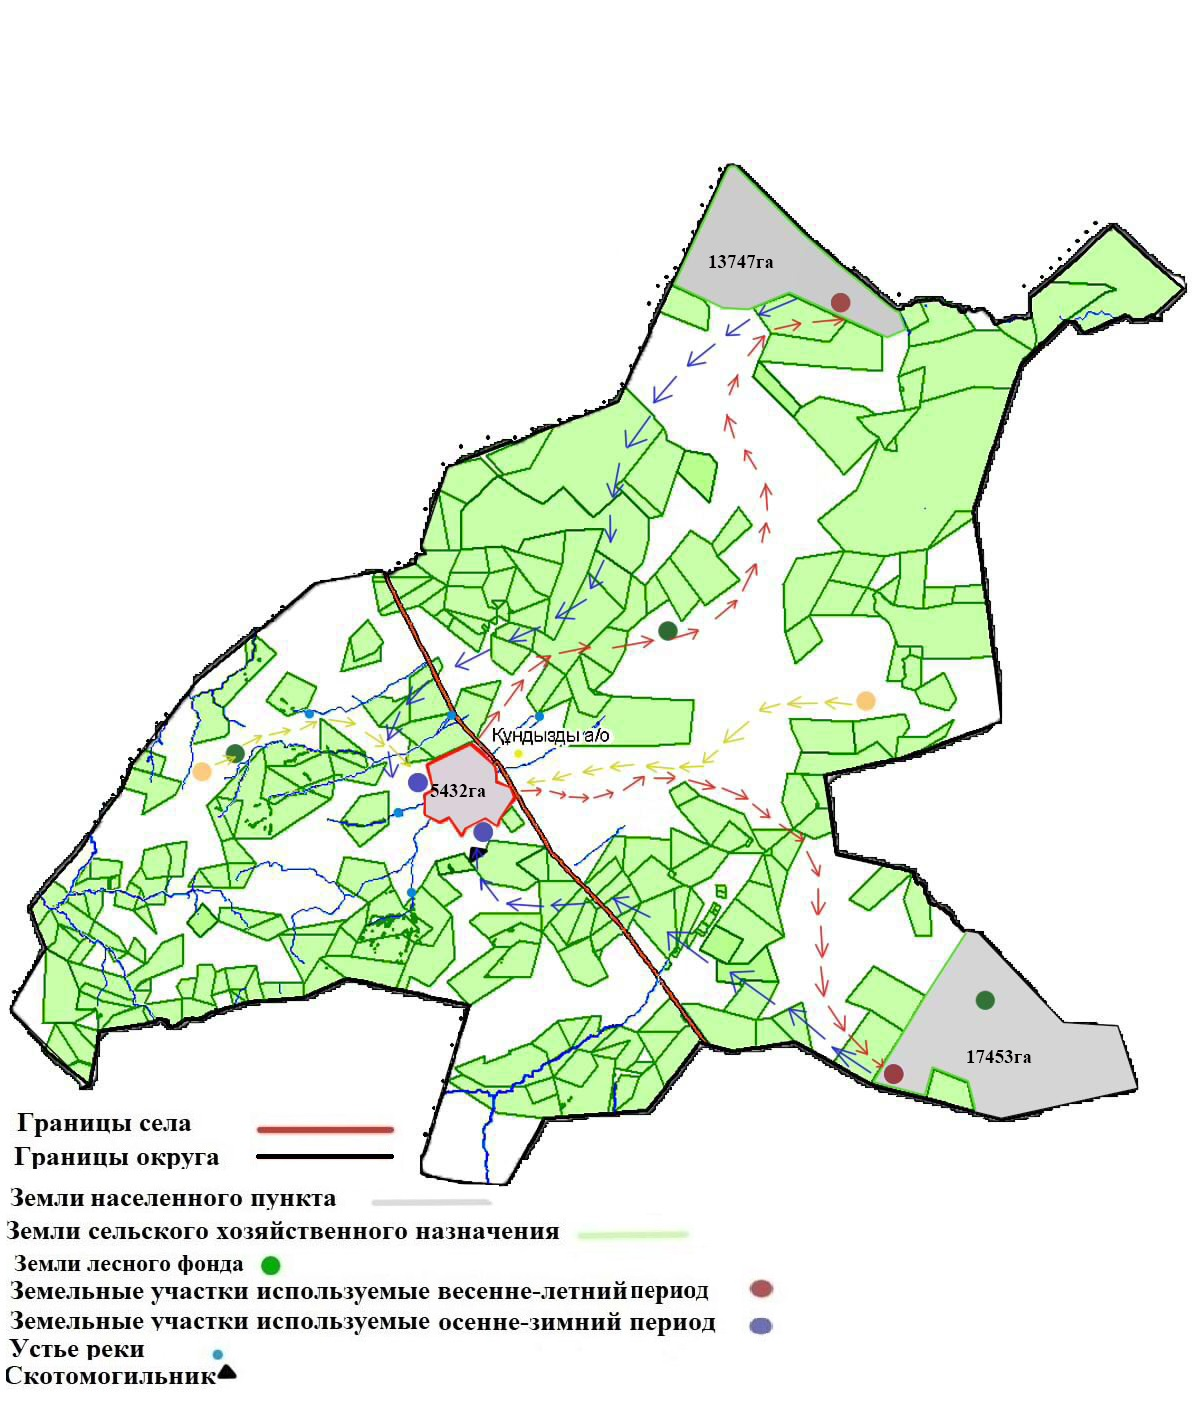 13747га
Құндызды а/о
5432га
17453га
Границы села
Границы округа
Земли населенного пункта
Земли сельского хозяйственного назначения
Земли лесного фонда
Земельные участки используемые весенне-летний период
Земельные участки используемые осенне-зимний период
Устье реки
Скотомогильник